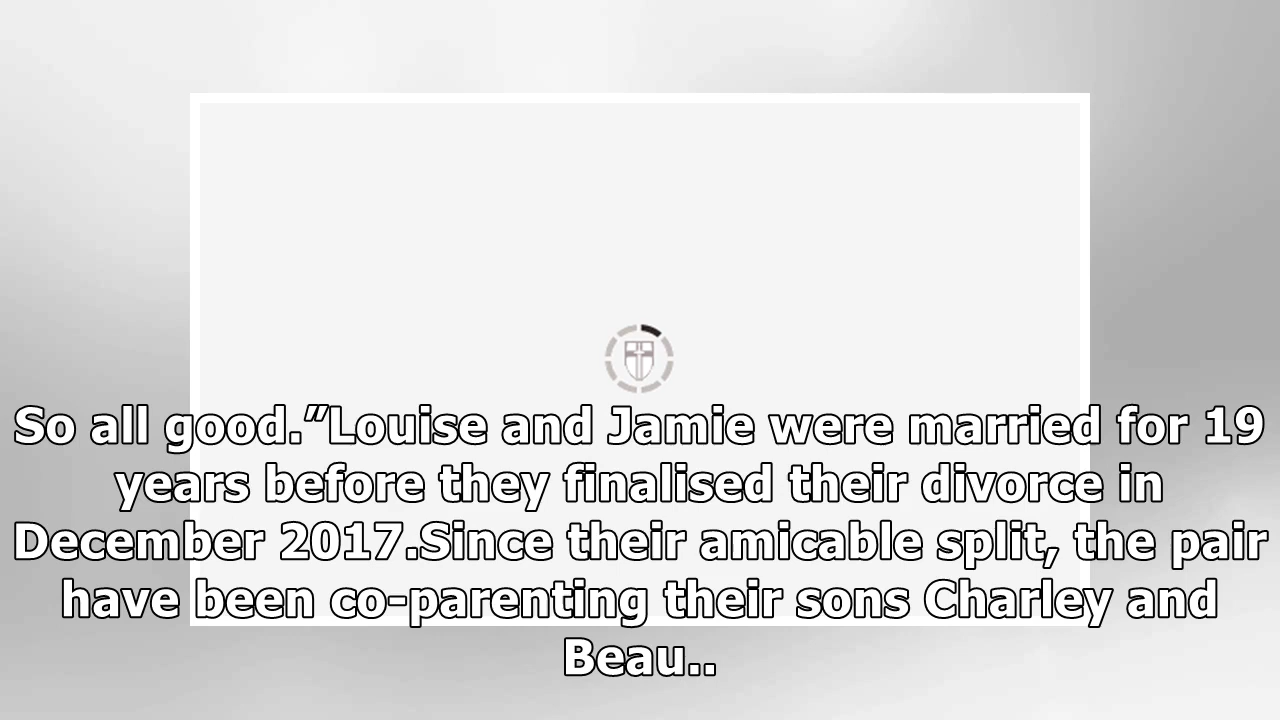 So all good.”Louise and Jamie were married for 19
years before they finalised their divorce in
December 2017.Since their amicable split, the pair
have been co-parenting their sons Charley and
Beau..